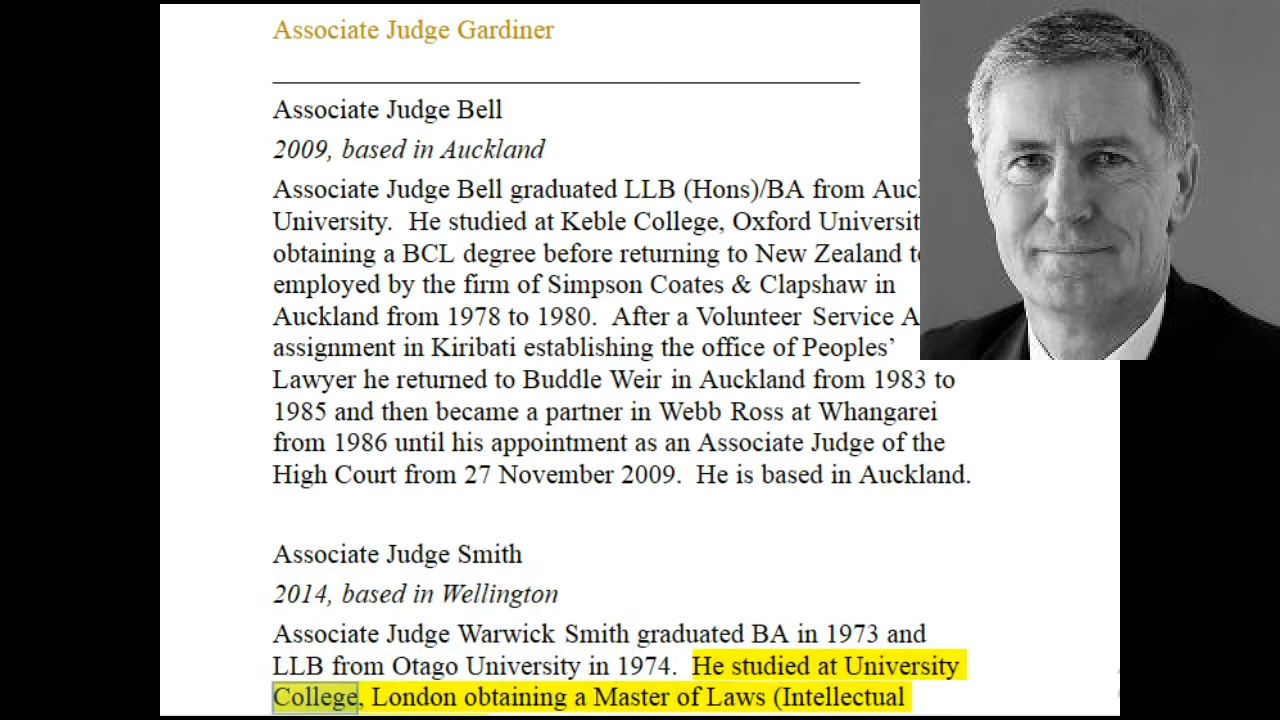 Associate Judge Gardiner
Associate Judge Bell
2009, based in Auckland
Associate Judge Bell graduated LLB (Hons)/BA from
University.  He studied at Keble College, Oxford
obtaining a BCL degree before returning to New Zealand
employed by the firm of Simpson Coates & Clapshaw in
Auckland from 1978 to 1980.  After a Volunteer Service
assignment in Kiribati establishing the office of Peoples’
Lawyer he returned to Buddle Weir in Auckland from 1983 to
1985 and then became a partner in Webb Ross at Whangarei
from 1986 until his appointment as an Associate Judge of the
High Court from 27 November 2009.  He is based in Auckland.
Associate Judge Smith
2014, based in Wellington
Associate Judge Warwick Smith graduated BA in 1973 and
LLB from Otago University in 1974.  He studied at University
College, London obtaining a Master of Laws (Intellectual